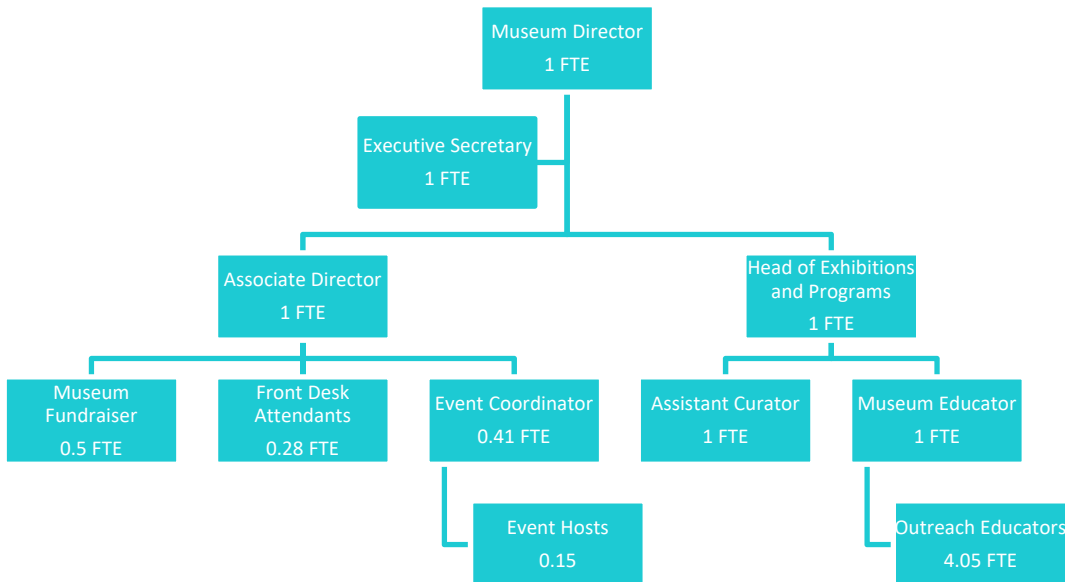 Museum Director
1 FTE
Executive Secretary
1 FTE
Associate Director
1 FTE
Head of Exhibitions
and Programs
1 FTE
Museum
Fundraiser
0.5 FTE
Front Desk
Attendants
0.28 FTE
Event Coordinator
0.41 FTE
Assistant Curator
1 FTE
Museum Educator
1 FTE
Event Hosts
0.15
Outreach Educators
4.05 FTE